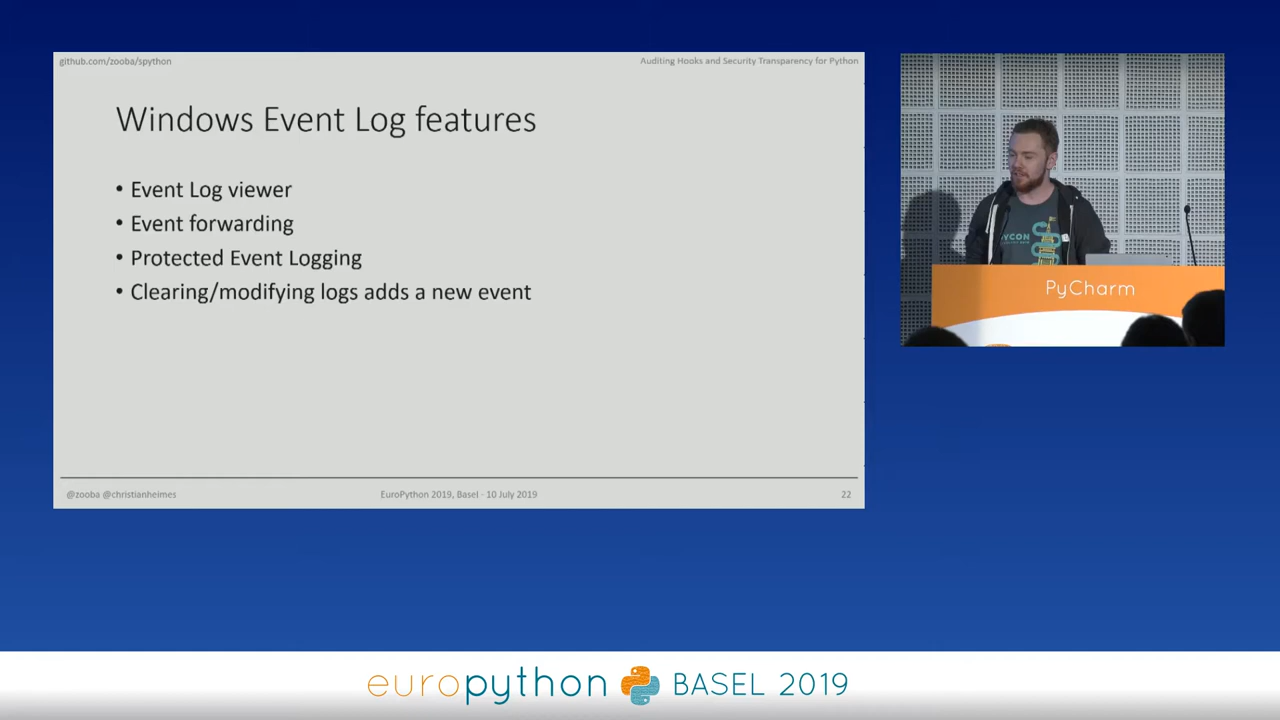 github.com/zooba/spython
Auditing Hooks and Security Transparency for Python
Windows Event Log features
• Event Log viewer
• Event forwarding
• Protected Event Logging
• Clearing/modifying logs adds a new event
@zooba @christianheimes
EuroPython 2019, Basel - 10 July 2019
22
PyCharm
europython BASEL 2019